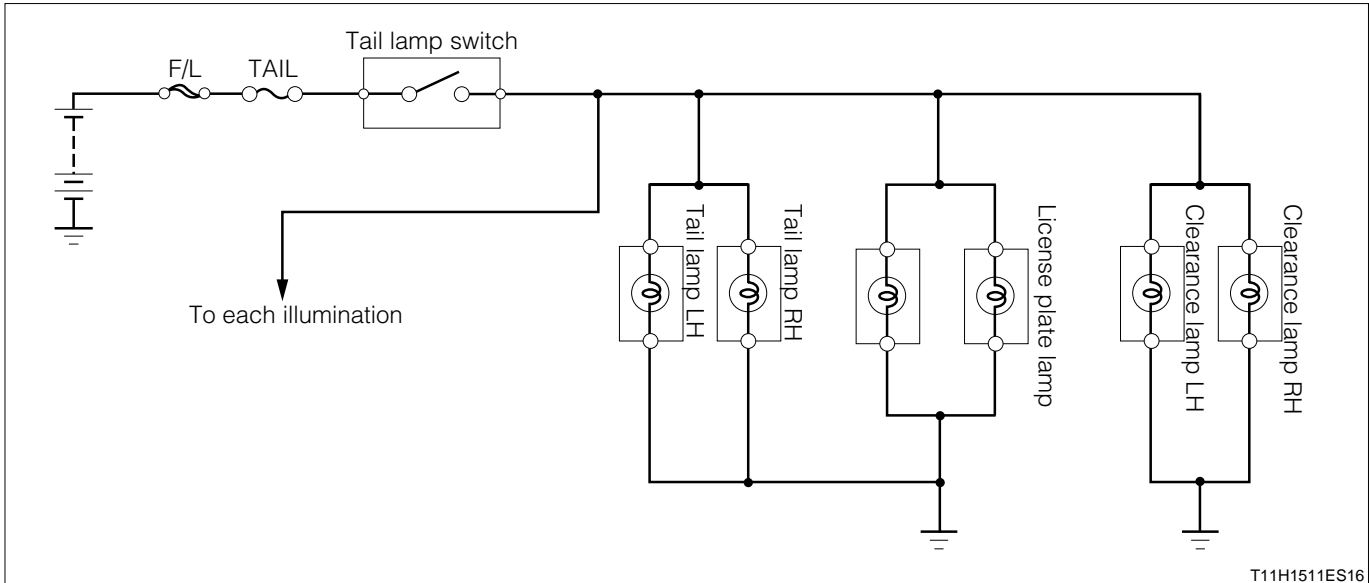 Tail lamp switch
F/L
TAIL
To each illumination
Tail lamp LH
Tail lamp RH
License plate lamp
Clearance lamp LH
Clearance lamp RH
T11H1511ES16